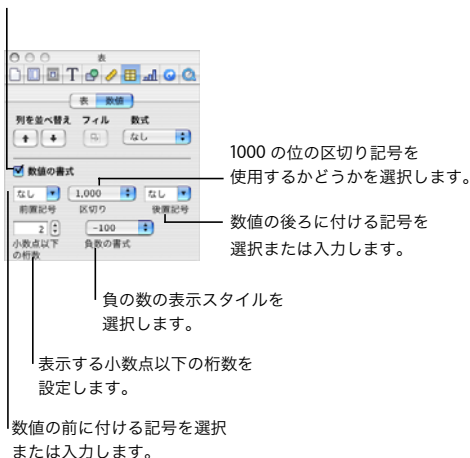 表
表 数値
列を並べ替え フィル 数式
なし
数値の書式
なし 1,000 なし
前置記号 区切り 後置記号
2 -100
小数点以下 負数の書式
の桁数
1000 の位の区切り記号を
使用するかどうかを選択します。
数値の後ろに付ける記号を
選択または入力します。
負の数の表示スタイルを
選択します。
表示する小数点以下の桁数を
設定します。
数値の前に付ける記号を選択
または入力します。